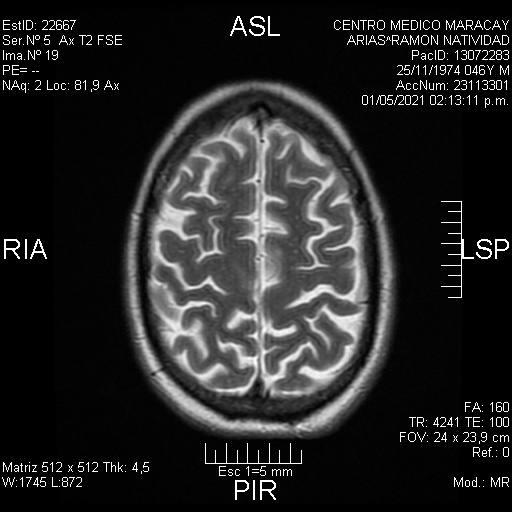 EstID: 22667
Ser.Nº 5 Ax T2 FSE
Ima.Nº 19
PE= --
NAq: 2 Loc: 81,9 Ax
ASL
CENTRO MEDICO MARACAY
ARIAS^RAMON NATIVIDAD
PacID: 13072283
25/11/1974 046Y M
AccNum: 23113301
01/05/2021 02:13:11 p.m.
RIA
LSP
FA: 160
TR: 4241 TE: 100
FOV: 24 x 23,9 cm
Ref.: 0
Matriz 512 x 512 Thk: 4,5
W:1745 L:872
Esc 1=5 mm
PIR
Mod.: MR